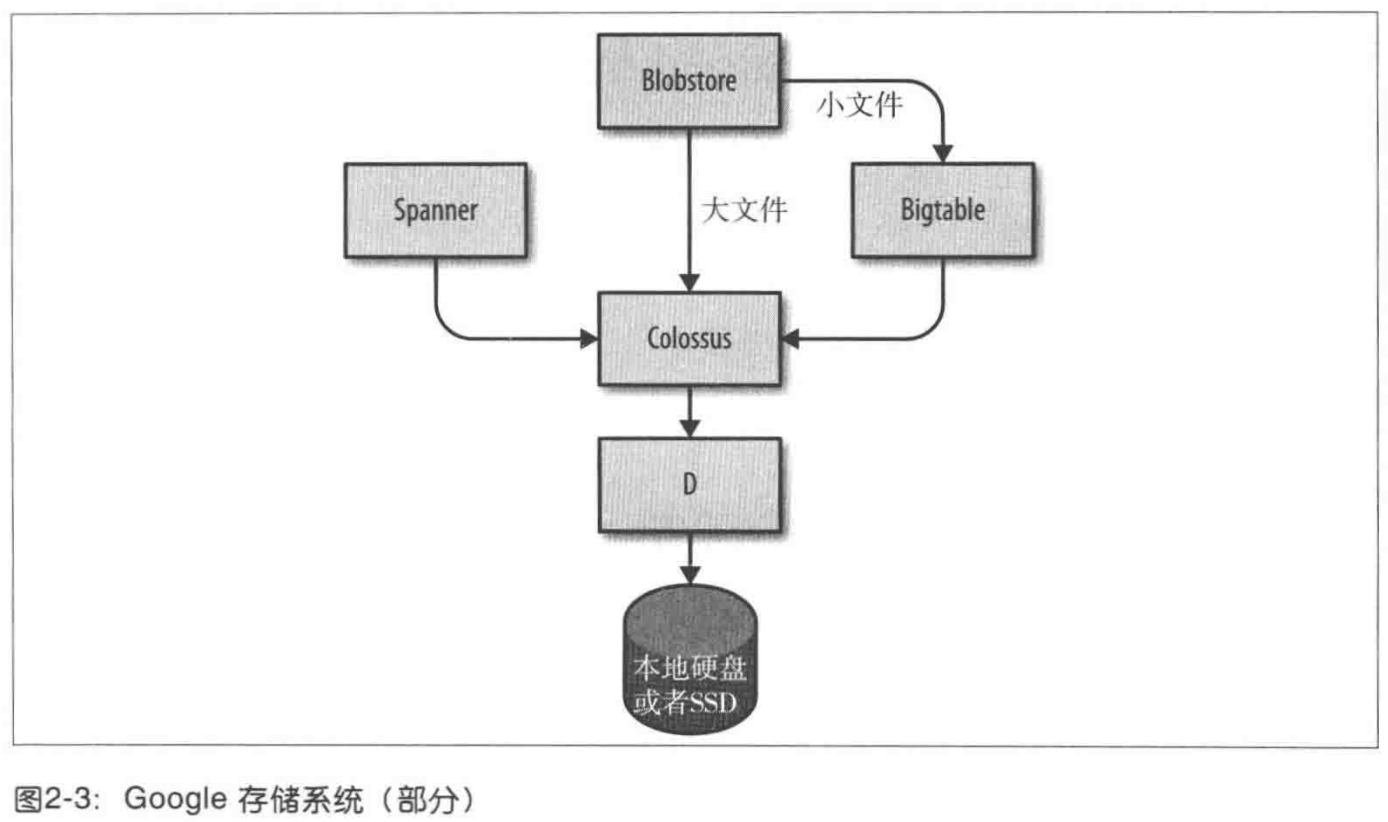 Blobstore
小文件
Spanner
大文件
Bigtable
Colossus
D
本地硬盘
或者SSD
图2-3: Google 存储系统（部分）